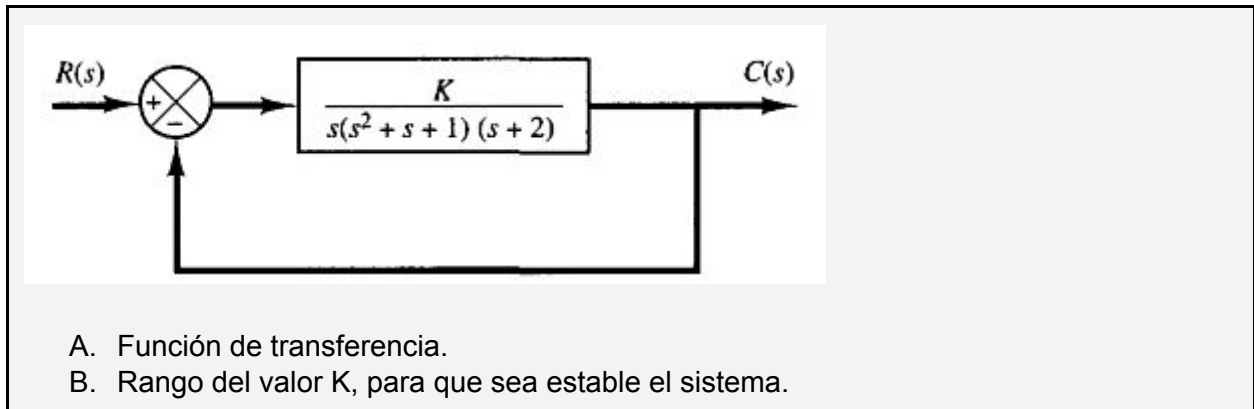 R(s)
C(s)
+
−
K
s(s² + s + 1) (s + 2)
A. Función de transferencia.
B. Rango del valor K, para que sea estable el sistema.